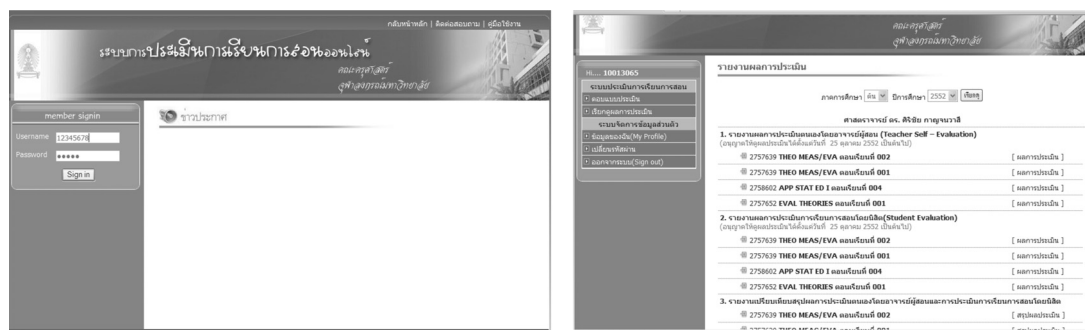 กลับหน้าหลัก | ติดต่อสอบถาม | คู่มือใช้งาน
ระบบการประเมินการเรียนการสอนออนไลน์
คณะครุศาสตร์
จุฬาลงกรณ์มหาวิทยาลัย
member signin
Username 12345678
Password •••••
Sign in
ข่าวประกาศ
คณะครุศาสตร์
จุฬาลงกรณ์มหาวิทยาลัย
Hi.... 10013065
ระบบประเมินการเรียนการสอน
ตอบแบบประเมิน
เรียกดูผลการประเมิน
ระบบจัดการข้อมูลส่วนตัว
ข้อมูลของฉัน(My Profile)
เปลี่ยนรหัสผ่าน
ออกจากระบบ(Sign out)
รายงานผลการประเมิน
ภาคการศึกษา ต้น ปีการศึกษา 2552 เรียกดู
ศาสตราจารย์ ดร. ศิริชัย กาญจนวาสี
1. รายงานผลการประเมินตนเองโดยอาจารย์ผู้สอน (Teacher Self – Evaluation)
(อนุญาตให้ดูผลประเมินได้ตั้งแต่วันที่ 25 ตุลาคม 2552 เป็นต้นไป)
2757639 THEO MEAS/EVA ตอนเรียนที่ 002 [ ผลการประเมิน ]
2757639 THEO MEAS/EVA ตอนเรียนที่ 001 [ ผลการประเมิน ]
2758602 APP STAT ED I ตอนเรียนที่ 004 [ ผลการประเมิน ]
2757652 EVAL THEORIES ตอนเรียนที่ 001 [ ผลการประเมิน ]
2. รายงานผลการประเมินการเรียนการสอนโดยนิสิต(Student Evaluation)
(อนุญาตให้ดูผลประเมินได้ตั้งแต่วันที่ 25 ตุลาคม 2552 เป็นต้นไป)
2757639 THEO MEAS/EVA ตอนเรียนที่ 002 [ ผลการประเมิน ]
2757639 THEO MEAS/EVA ตอนเรียนที่ 001 [ ผลการประเมิน ]
2758602 APP STAT ED I ตอนเรียนที่ 004 [ ผลการประเมิน ]
2757652 EVAL THEORIES ตอนเรียนที่ 001 [ ผลการประเมิน ]
3. รายงานเปรียบเทียบสรุปผลการประเมินตนเองโดยอาจารย์ผู้สอนและการประเมินการเรียนการสอนโดยนิสิต
2757639 THEO MEAS/EVA ตอนเรียนที่ 002 [ สรุปผลประเมิน ]